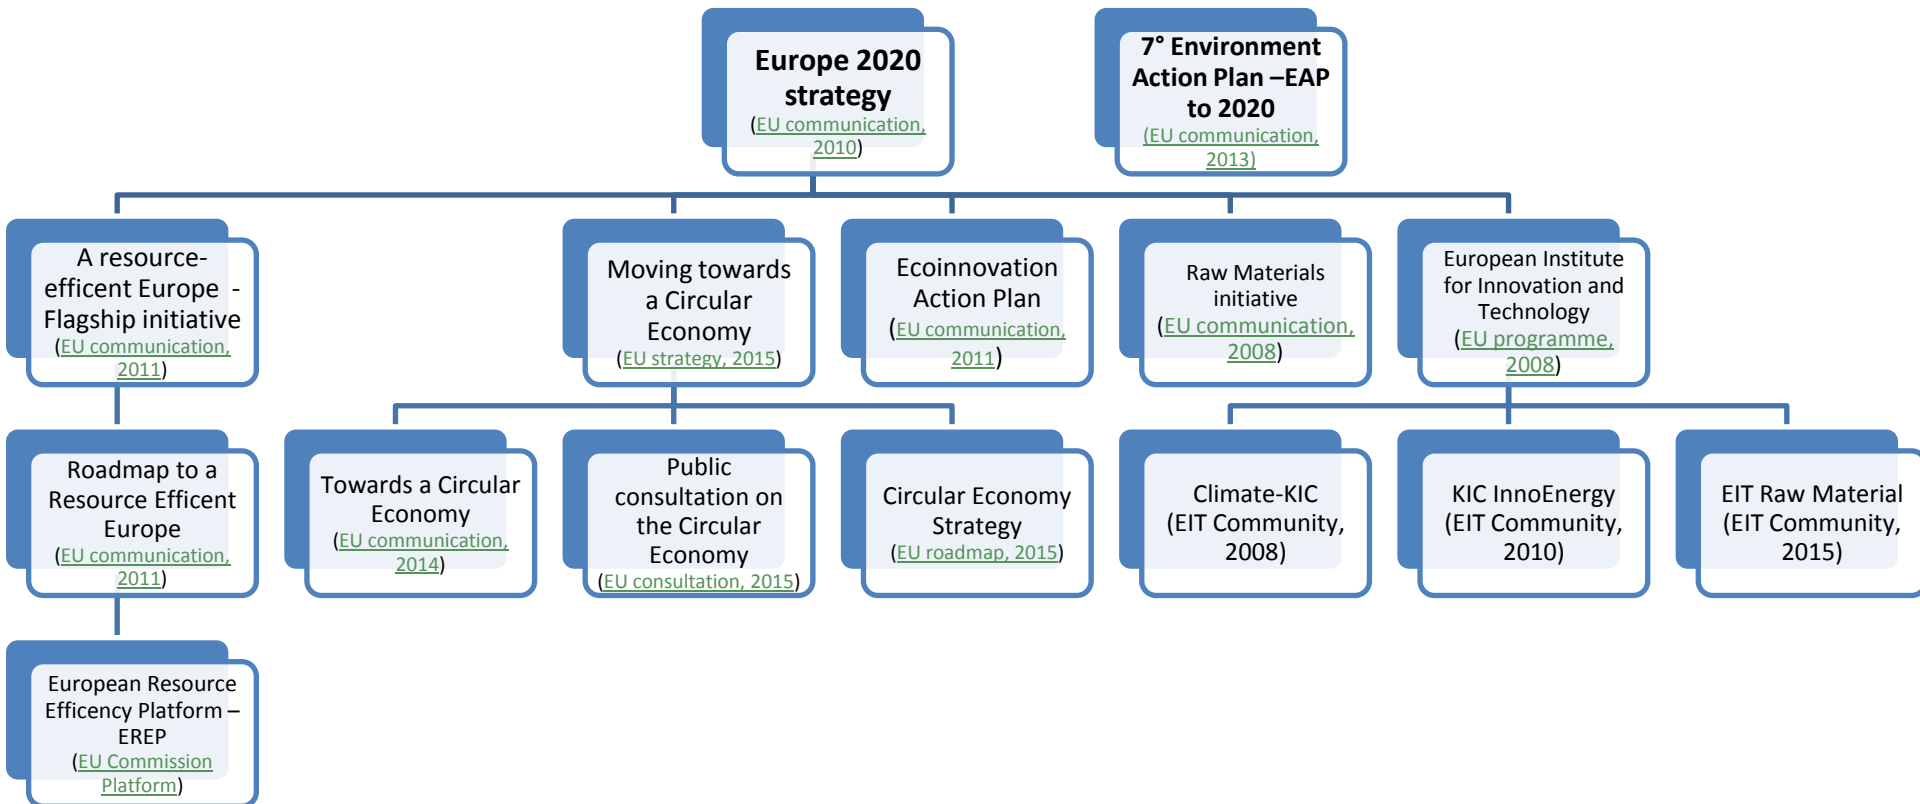 Europe 2020
strategy
(EU communication,
2010)
7° Environment
Action Plan –EAP
to 2020
(EU communication,
2013)
A resource-
efficent Europe -
Flagship initiative
(EU communication,
2011)
Moving towards
a Circular
Economy
(EU strategy, 2015)
Ecoinnovation
Action Plan
(EU communication,
2011)
Raw Materials
initiative
(EU communication,
2008)
European Institute
for Innovation and
Technology
(EU programme,
2008)
Roadmap to a
Resource Efficent
Europe
(EU communication,
2011)
Towards a Circular
Economy
(EU communication,
2014)
Public
consultation on
the Circular
Economy
(EU consultation, 2015)
Circular Economy
Strategy
(EU roadmap, 2015)
Climate-KIC
(EIT Community,
2008)
KIC InnoEnergy
(EIT Community,
2010)
EIT Raw Material
(EIT Community,
2015)
European Resource
Efficency Platform –
EREP
(EU Commission
Platform)